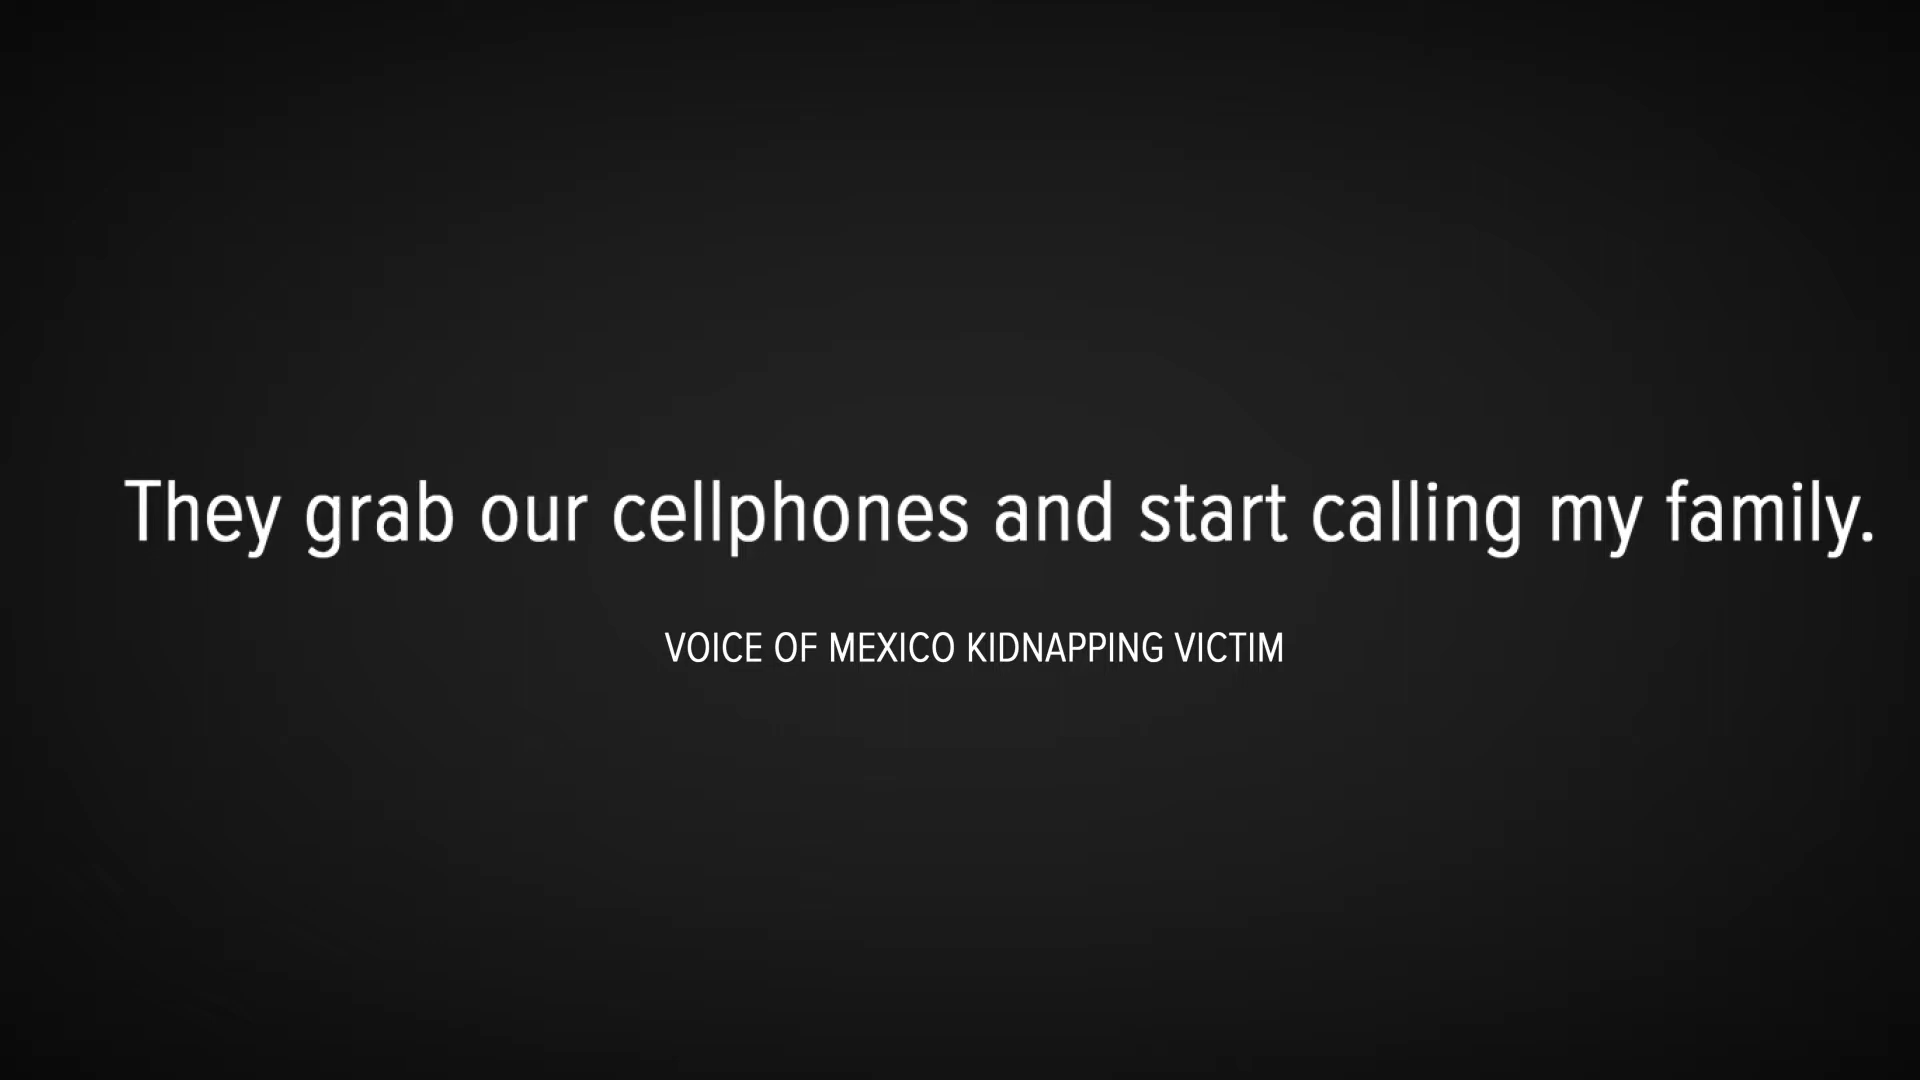 They grab our cellphones and start calling my family.
VOICE OF MEXICO KIDNAPPING VICTIM